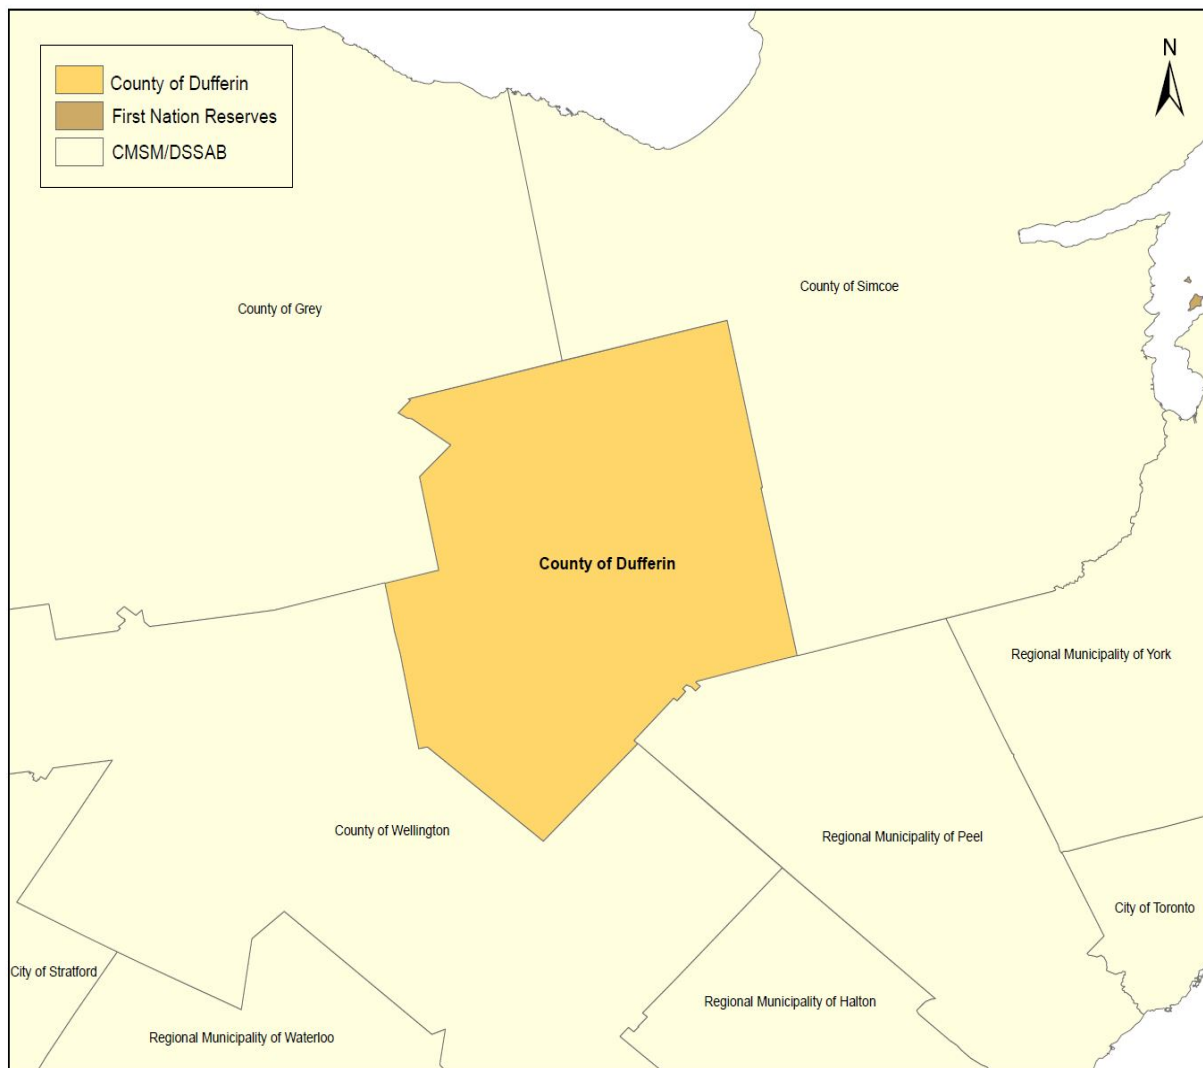 N
County of Dufferin
First Nation Reserves
CMSM/DSSAB
County of Simcoe
County of Grey
County of Dufferin
Regional Municipality of York
County of Wellington
Regional Municipality of Peel
City of Toronto
City of Stratford
Regional Municipality of Halton
Regional Municipality of Waterloo